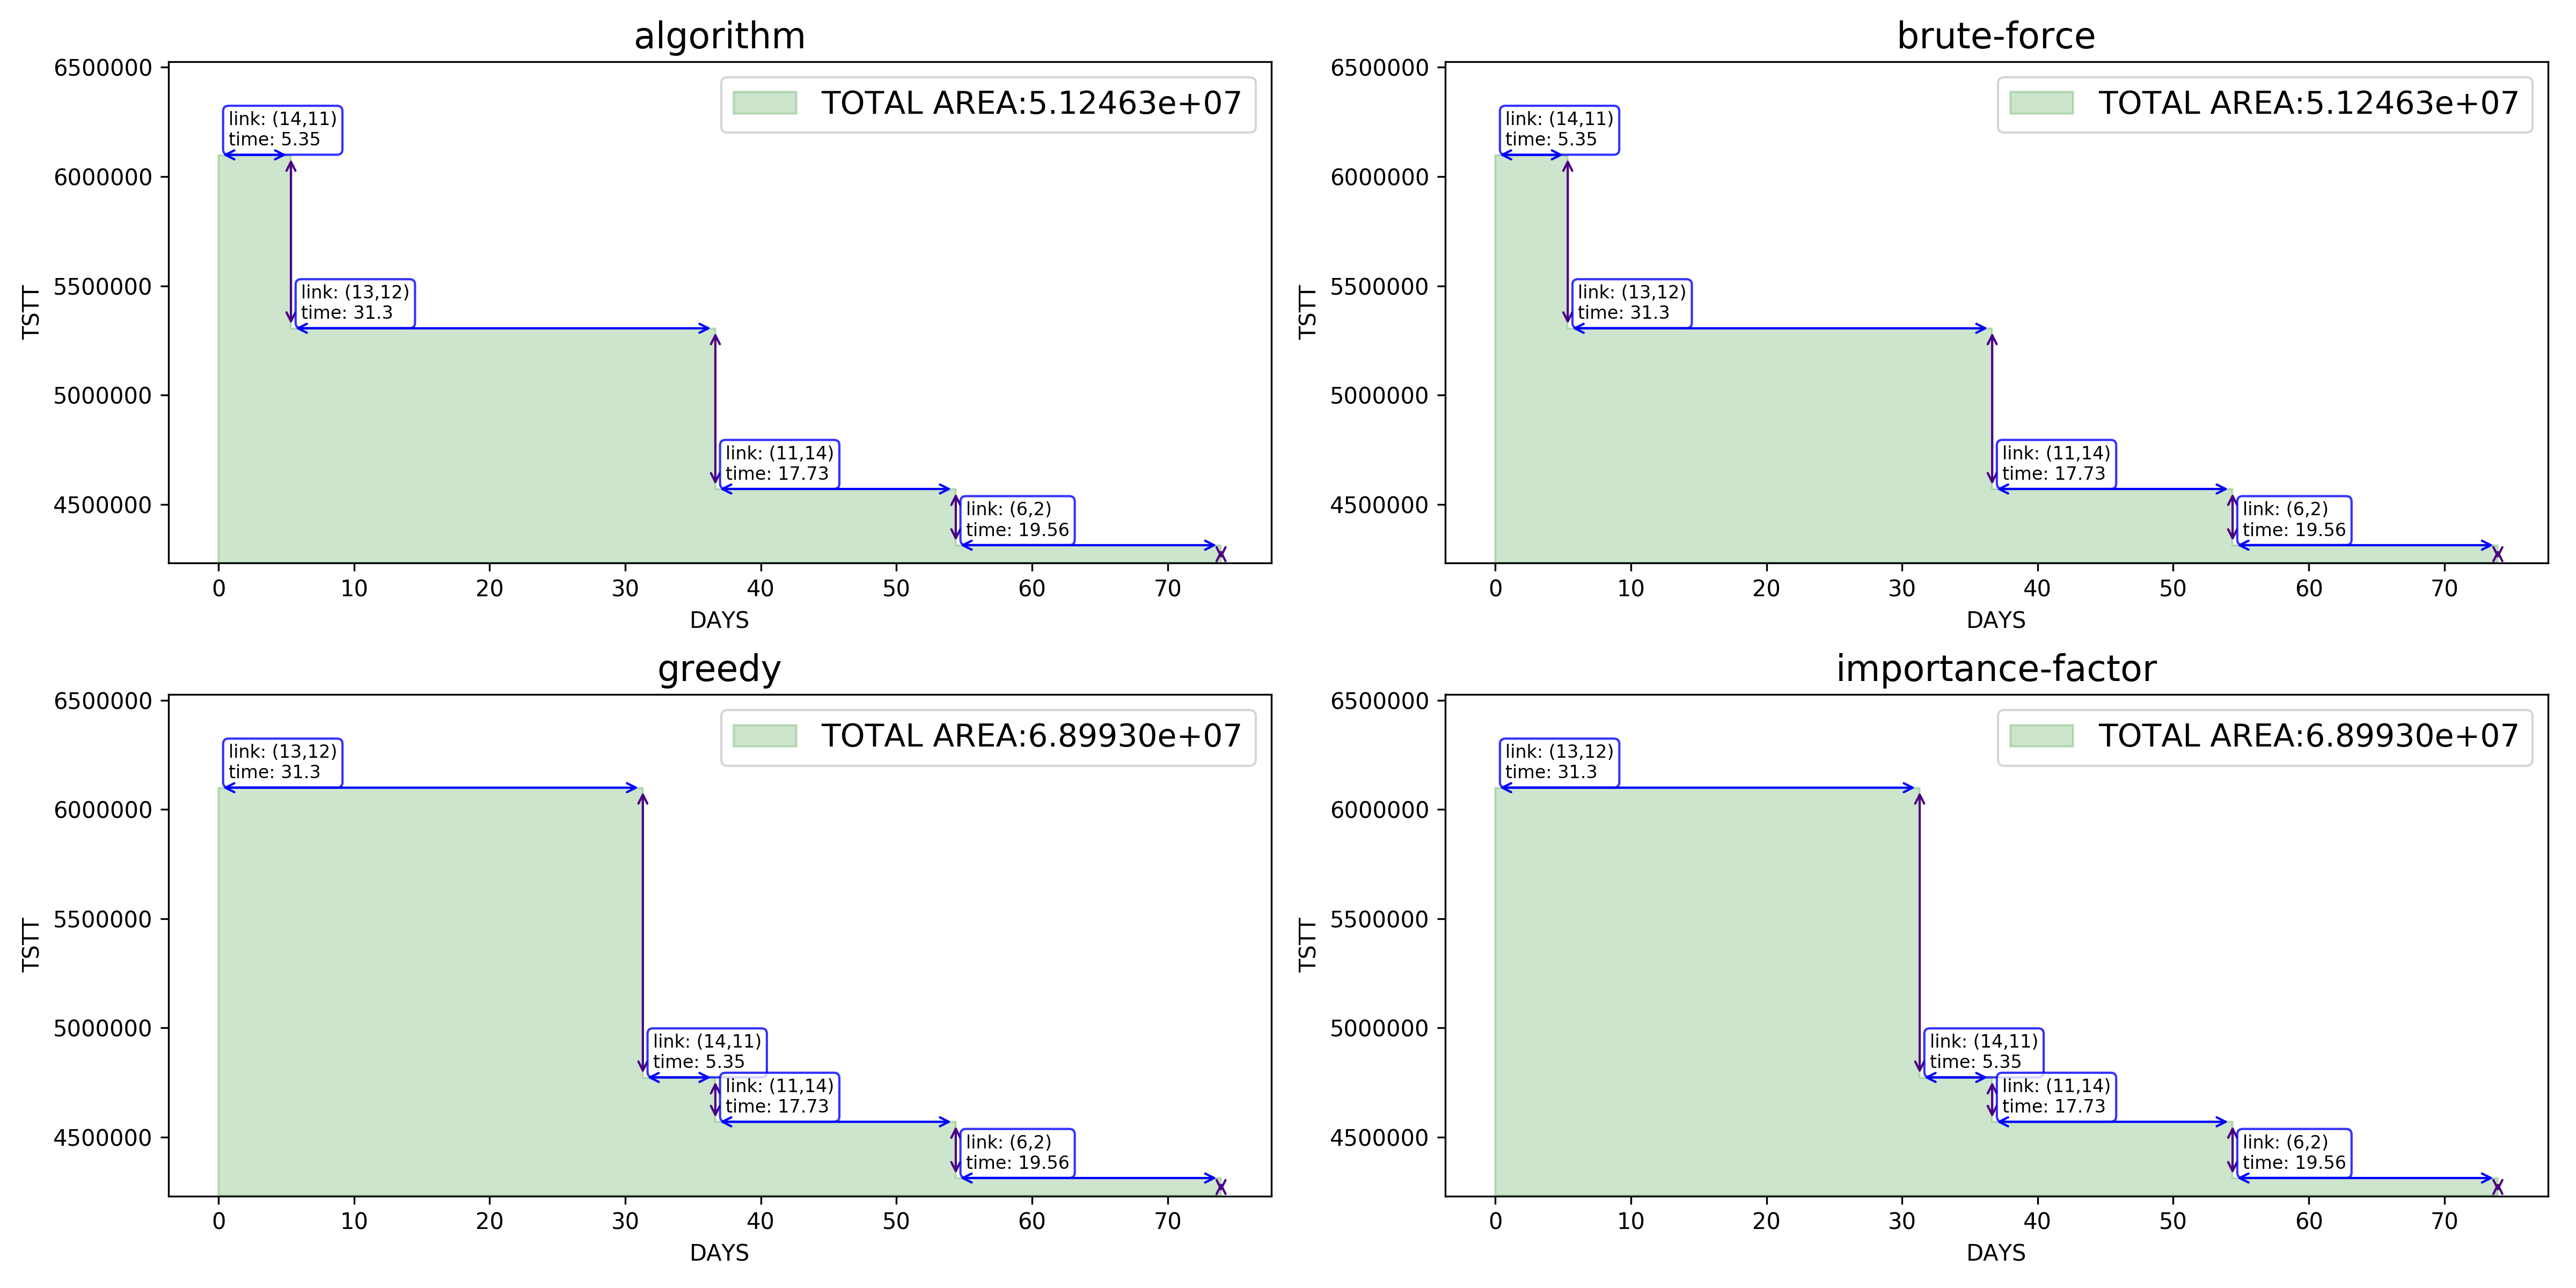 algorithm
TOTAL AREA:5.12463e+07
link: (14,11)
time: 5.35
link: (13,12)
time: 31.3
link: (11,14)
time: 17.73
link: (6,2)
time: 19.56
6500000
6000000
5500000
5000000
4500000
TSTT
0 10 20 30 40 50 60 70
DAYS
brute-force
TOTAL AREA:5.12463e+07
link: (14,11)
time: 5.35
link: (13,12)
time: 31.3
link: (11,14)
time: 17.73
link: (6,2)
time: 19.56
6500000
6000000
5500000
5000000
4500000
TSTT
0 10 20 30 40 50 60 70
DAYS
greedy
TOTAL AREA:6.89930e+07
link: (13,12)
time: 31.3
link: (14,11)
time: 5.35
link: (11,14)
time: 17.73
link: (6,2)
time: 19.56
6500000
6000000
5500000
5000000
4500000
TSTT
0 10 20 30 40 50 60 70
DAYS
importance-factor
TOTAL AREA:6.89930e+07
link: (13,12)
time: 31.3
link: (14,11)
time: 5.35
link: (11,14)
time: 17.73
link: (6,2)
time: 19.56
6500000
6000000
5500000
5000000
4500000
TSTT
0 10 20 30 40 50 60 70
DAYS